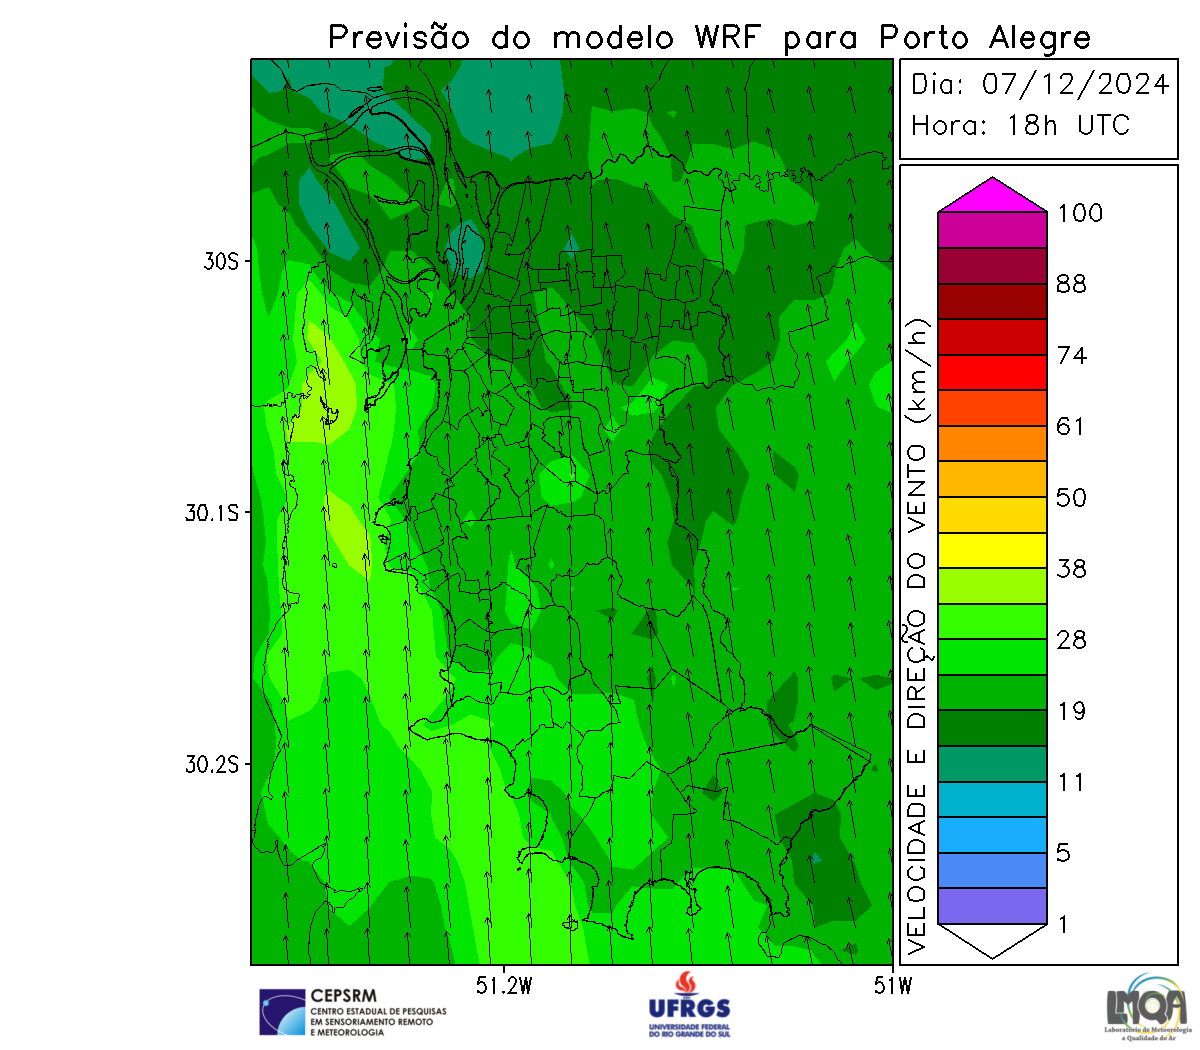 Previsão do modelo WRF para Porto Alegre
Dia: 07/12/2024
Hora: 18h UTC
30S
30.1S
30.2S
51.2W
51W
VELOCIDADE E DIREÇÃO DO VENTO (km/h)
100
88
74
61
50
38
28
19
11
5
1
CEPSRM
CENTRO ESTADUAL DE PESQUISAS
EM SENSORIAMENTO REMOTO
E METEOROLOGIA
UFRGS
UNIVERSIDADE FEDERAL
DO RIO GRANDE DO SUL
LMQA
Laboratório de Meteorologia
e Qualidade do Ar